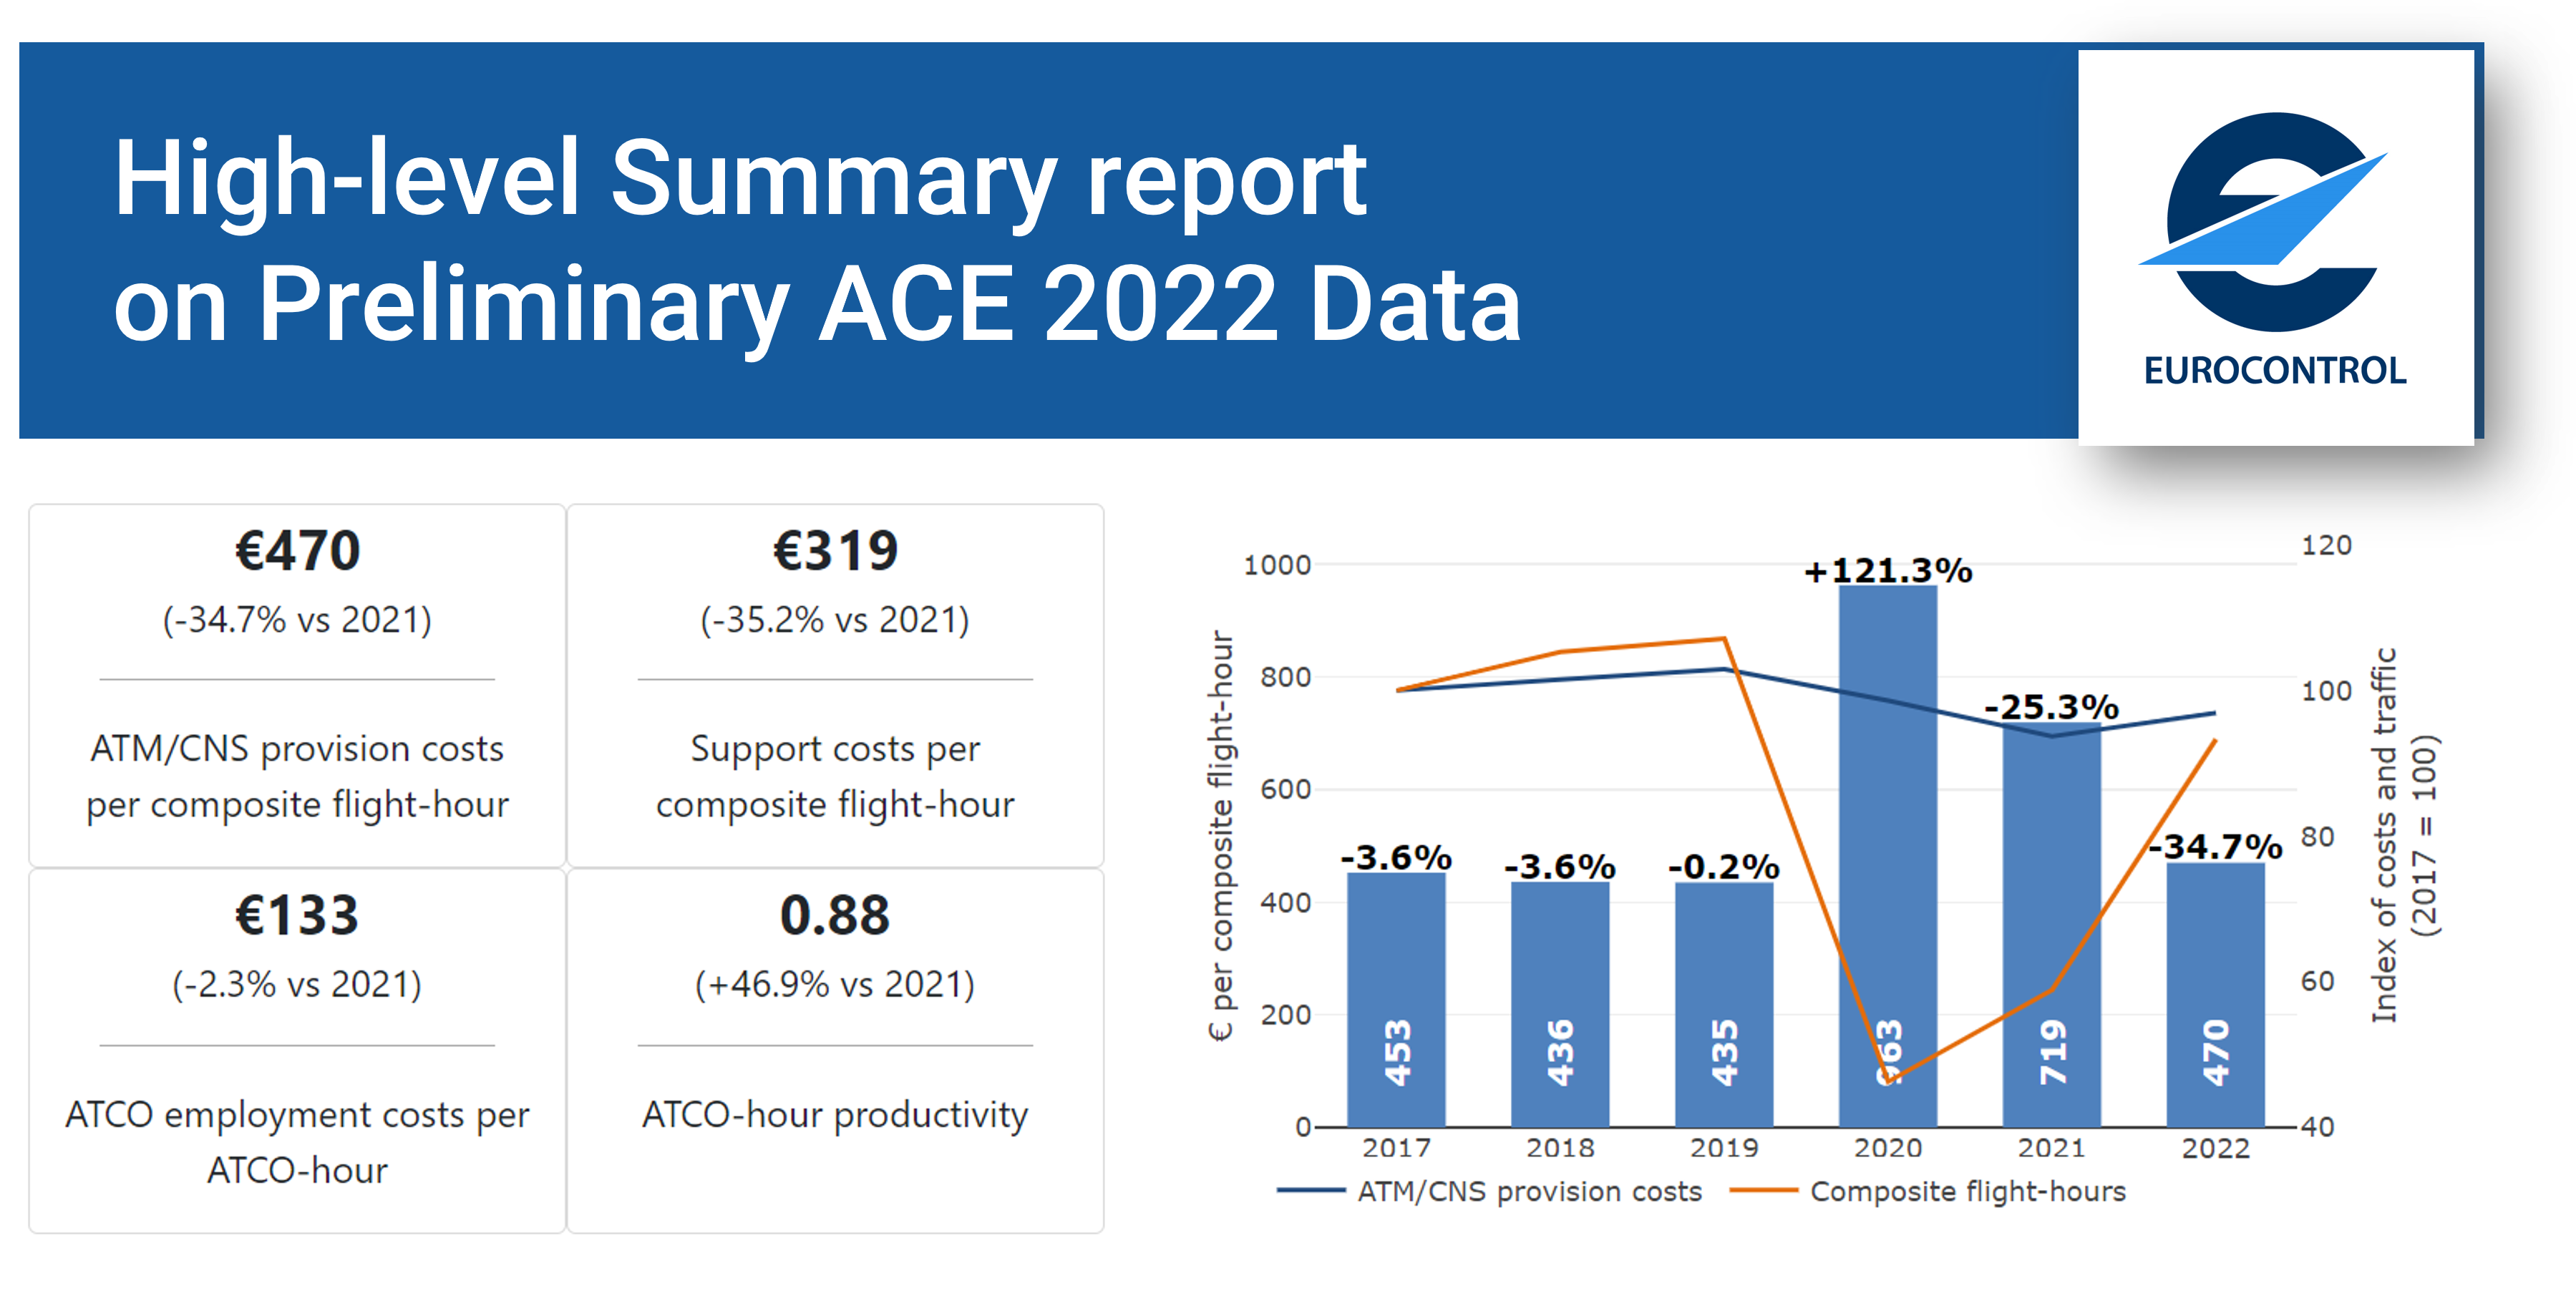 High-level Summary report
on Preliminary ACE 2022 Data
EUROCONTROL
€470
(-34.7% vs 2021)
ATM/CNS provision costs
per composite flight-hour
€319
(-35.2% vs 2021)
Support costs per
composite flight-hour
€133
(-2.3% vs 2021)
ATCO employment costs per
ATCO-hour
0.88
(+46.9% vs 2021)
ATCO-hour productivity
€ per composite flight-hour
1000
800
600
400
200
0
-3.6%
-3.6%
-0.2%
+121.3%
-25.3%
-34.7%
453
436
435
963
719
470
2017
2018
2019
2020
2021
2022
120
100
80
60
40
Index of costs and traffic
(2017 = 100)
ATM/CNS provision costs
Composite flight-hours